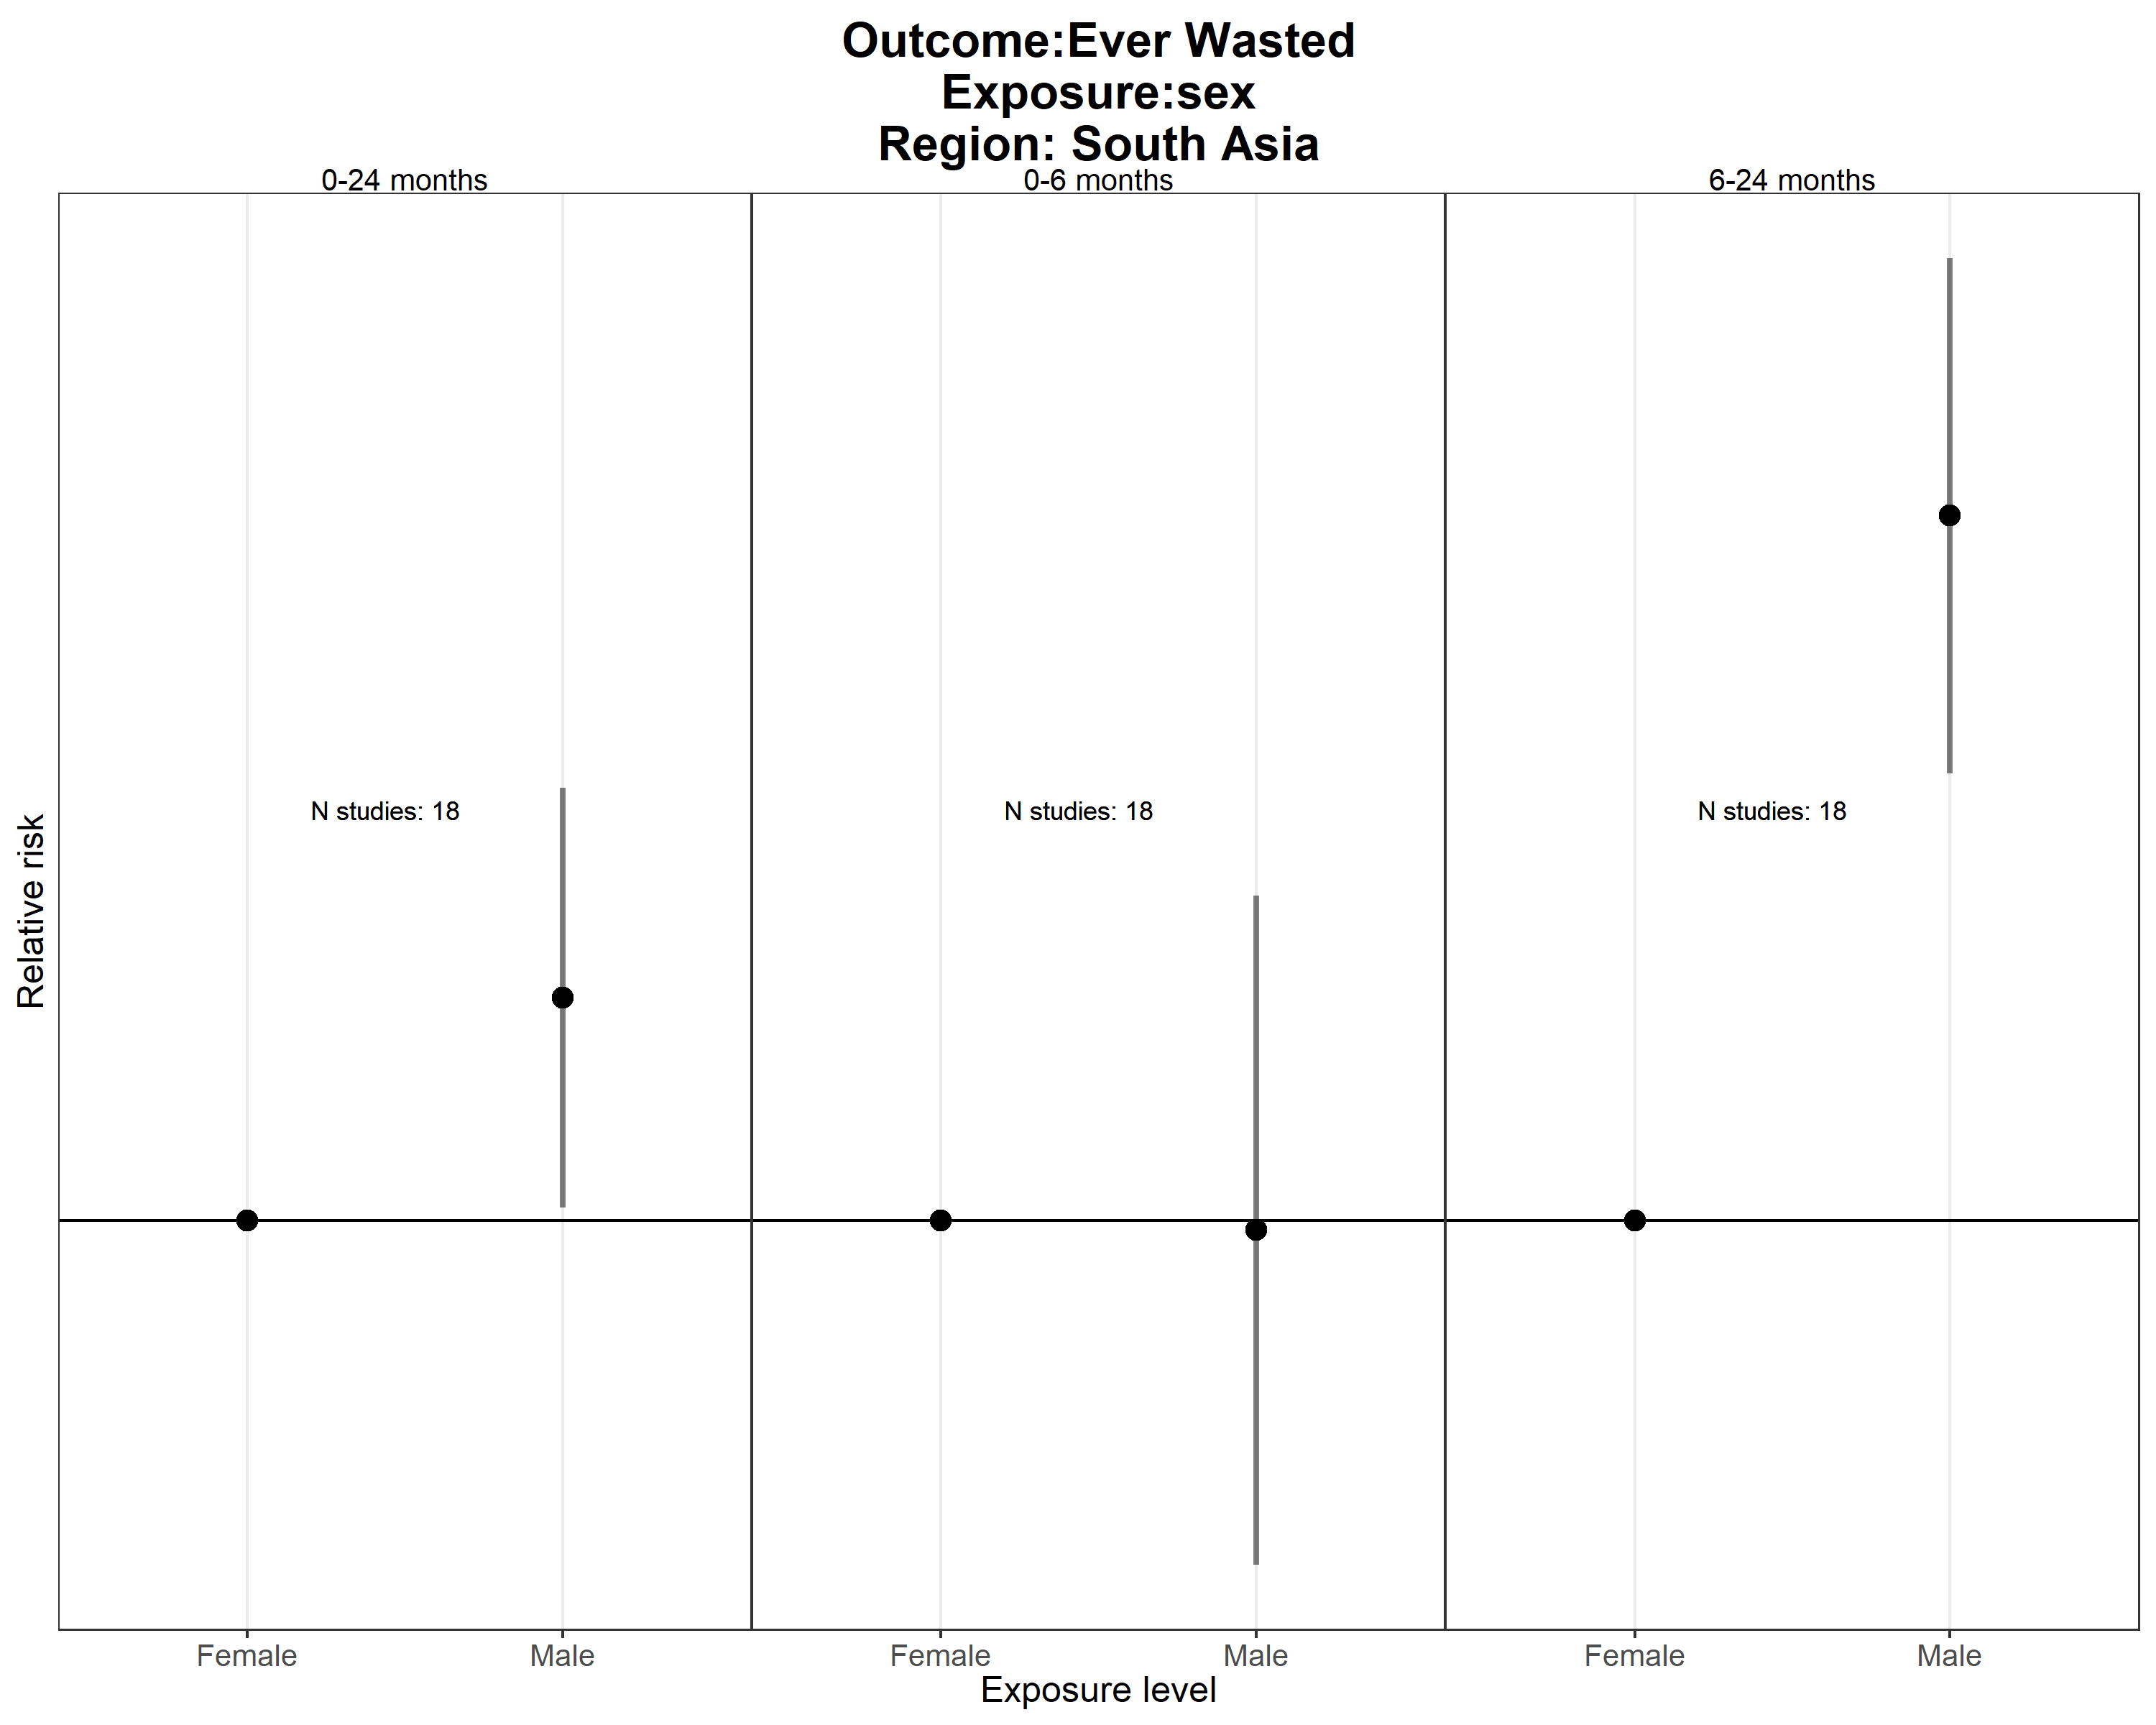 Outcome:Ever Wasted
Exposure:sex
Region: South Asia
0-24 months
0-6 months
6-24 months
N studies: 18
N studies: 18
N studies: 18
Relative risk
Female
Male
Female
Male
Female
Male
Exposure level